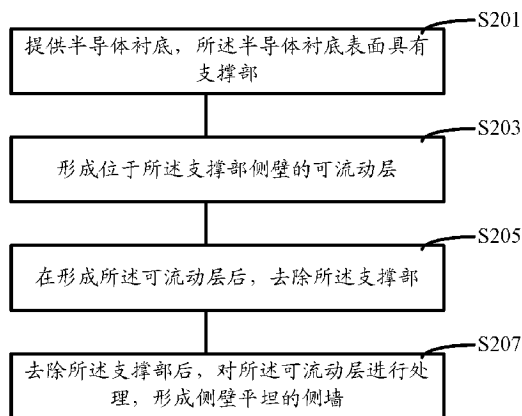 S201
提供半导体衬底，所述半导体衬底表面具有
支撑部
S203
形成位于所述支撑部侧壁的可流动层
S205
在形成所述可流动层后，去除所述支撑部
S207
去除所述支撑部后，对所述可流动层进行处
理，形成侧壁平坦的侧墙